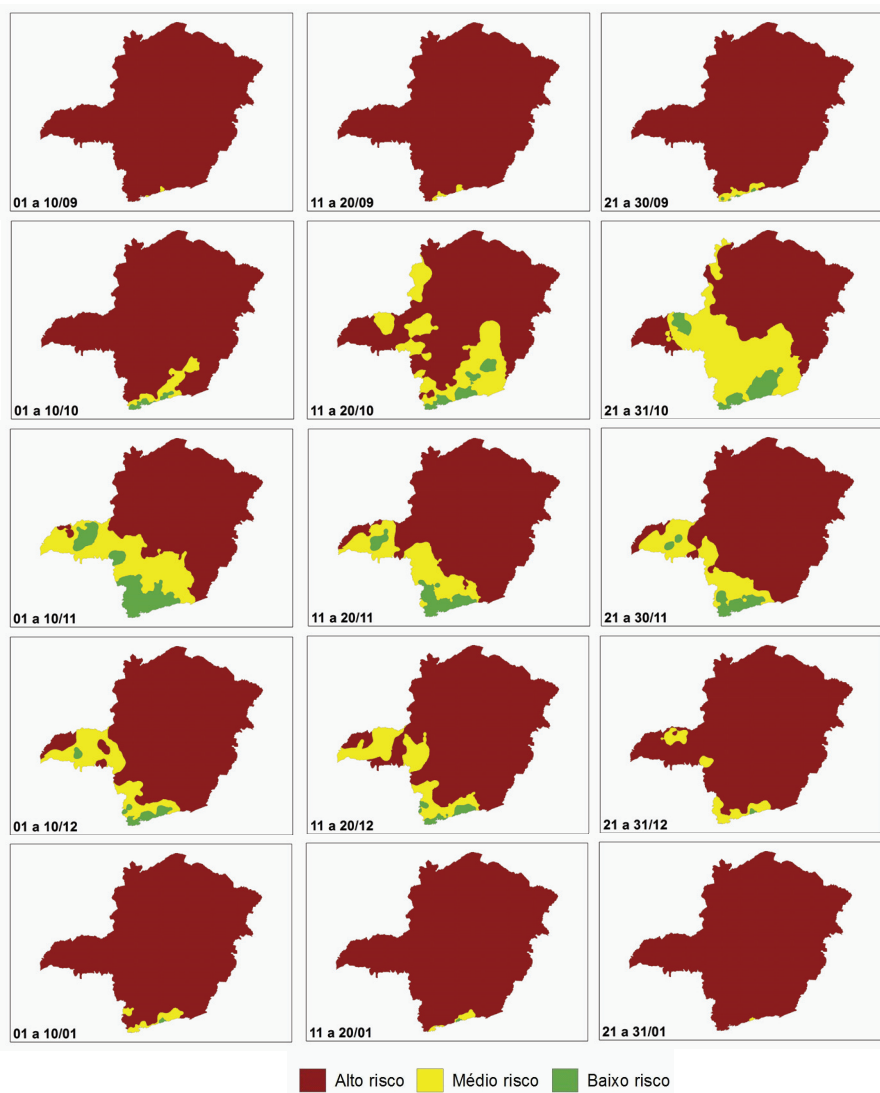 01 a 10/09
11 a 20/09
21 a 30/09
01 a 10/10
11 a 20/10
21 a 31/10
01 a 10/11
11 a 20/11
21 a 30/11
01 a 10/12
11 a 20/12
21 a 31/12
01 a 10/01
11 a 20/01
21 a 31/01
Alto risco Médio risco Baixo risco